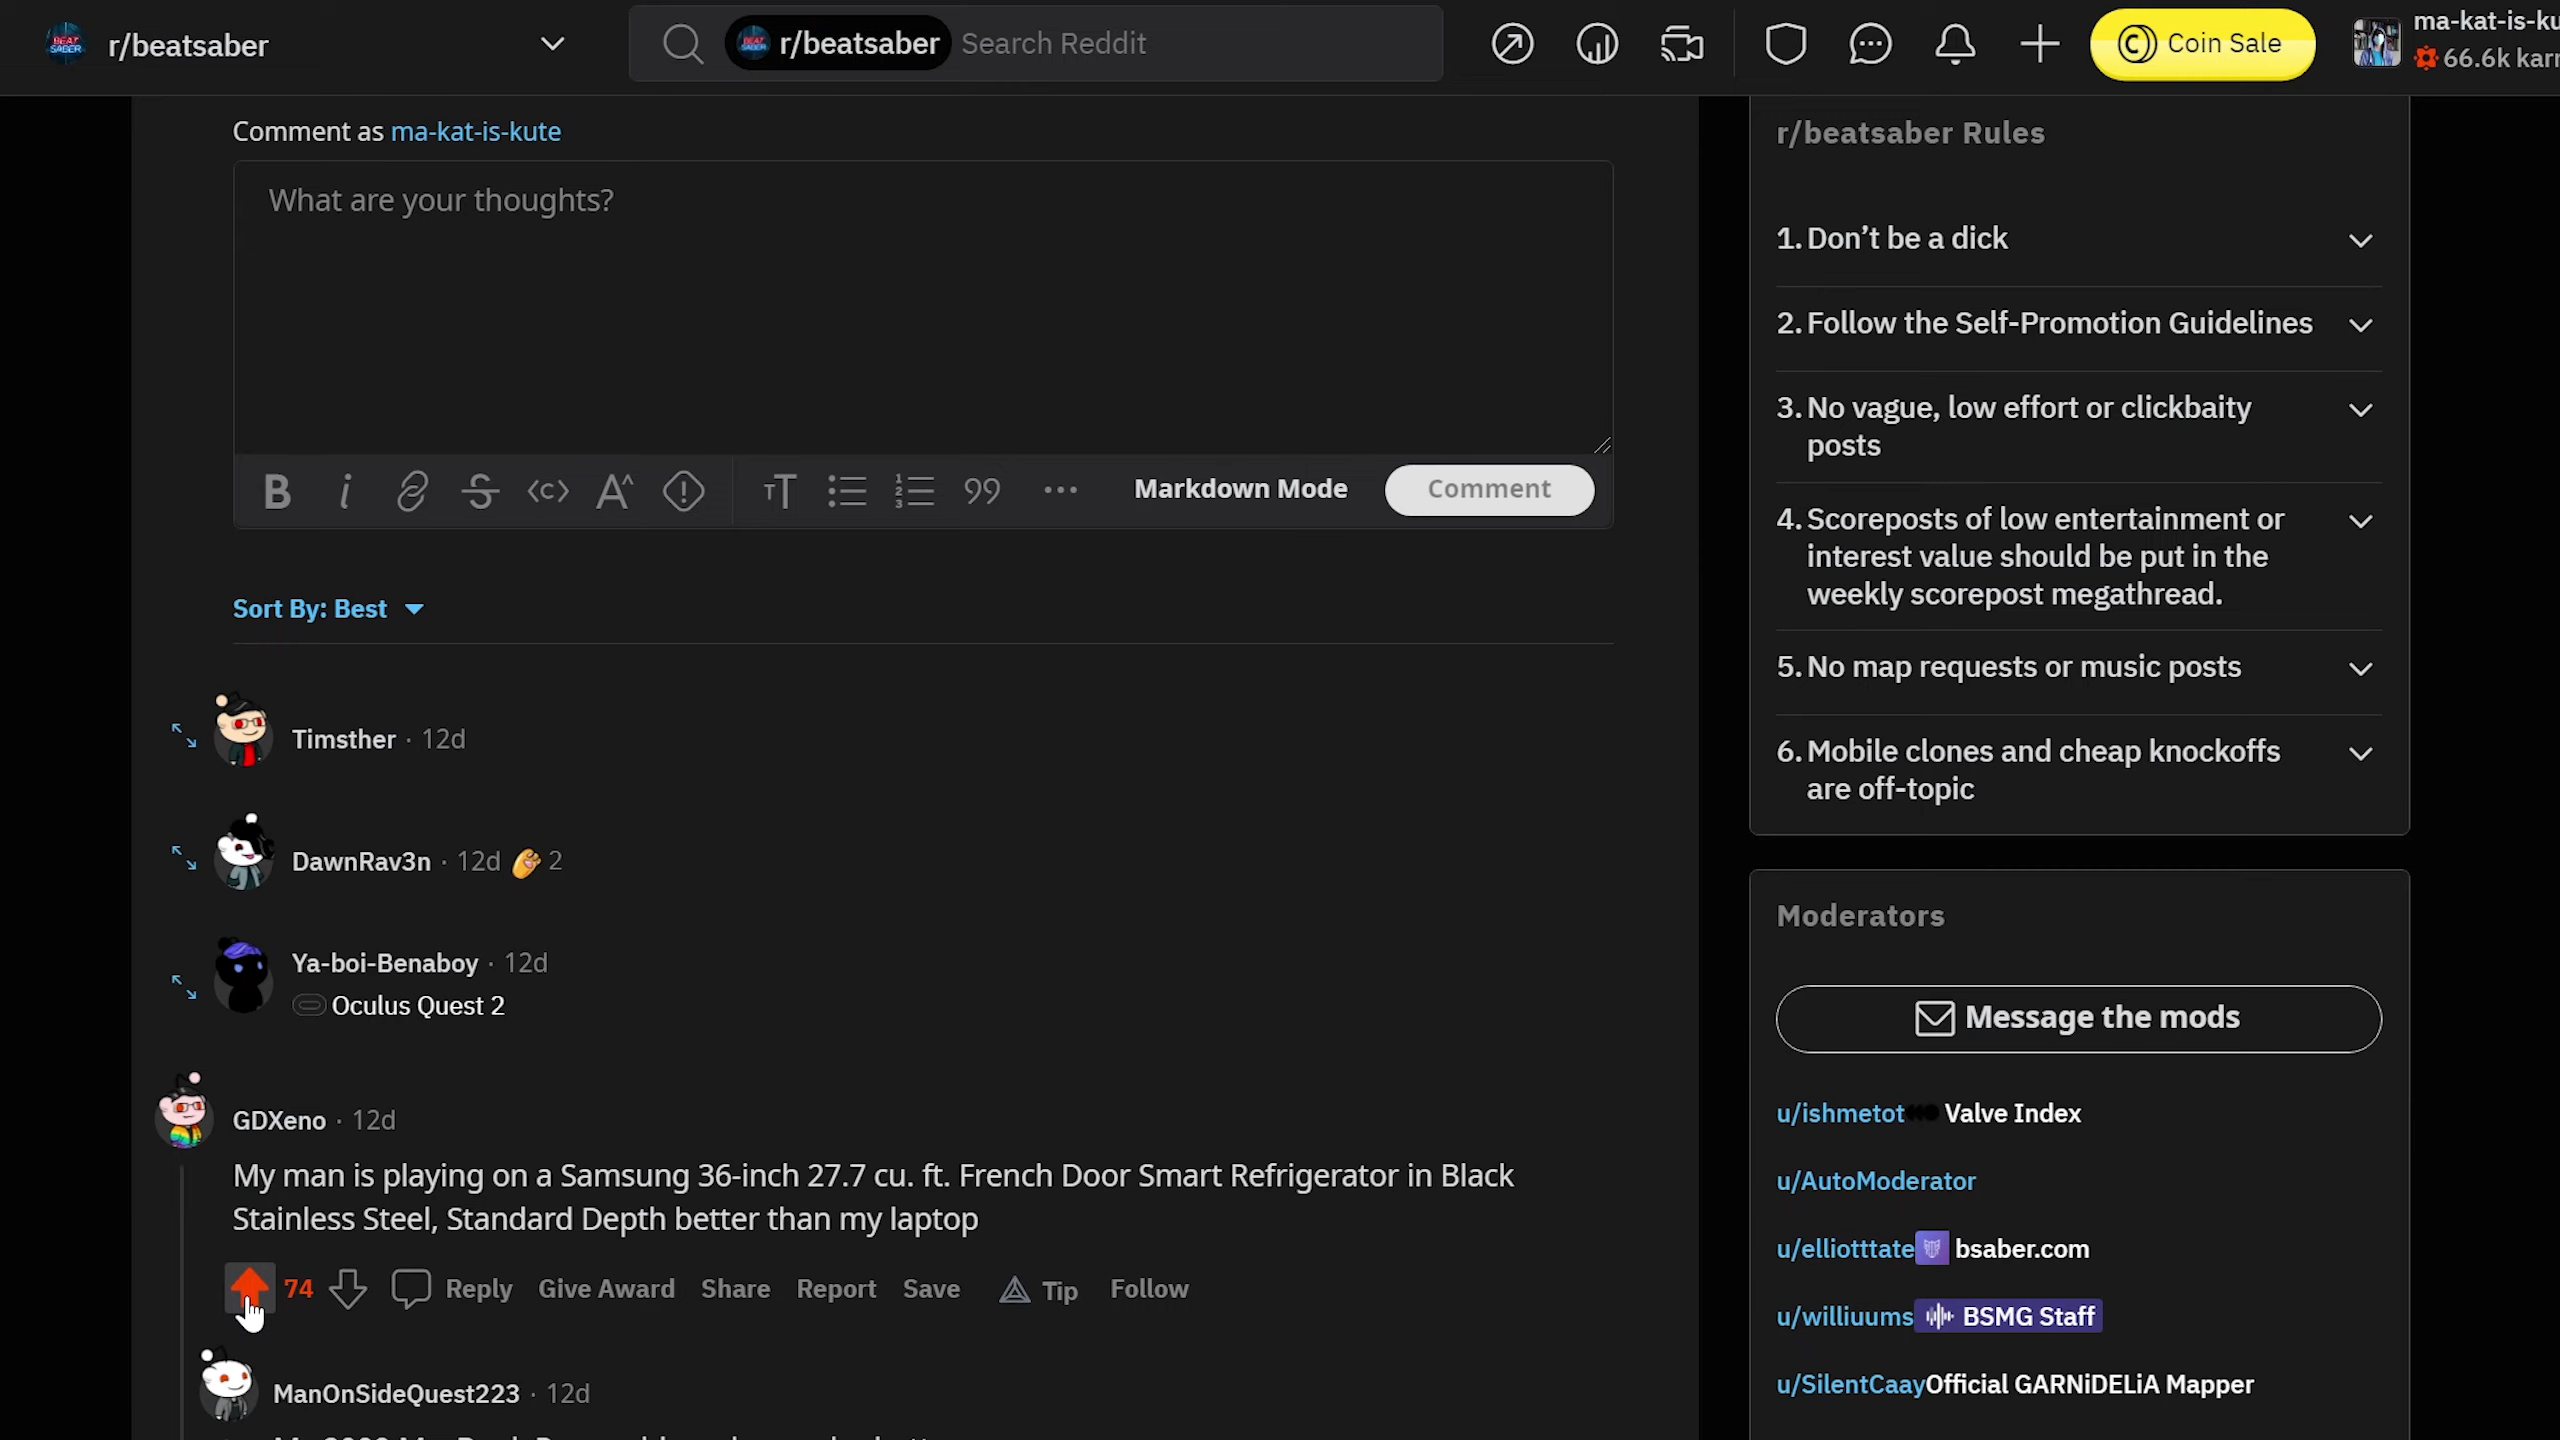 r/beatsaber
r/beatsaber Search Reddit
Coin Sale
ma-kat-is-ku
66.6k kar
Comment as ma-kat-is-kute
What are your thoughts?
Markdown Mode
Comment
Sort By: Best
Timsther · 12d
DawnRav3n · 12d 2
Ya-boi-Benaboy · 12d
Oculus Quest 2
GDXeno · 12d
My man is playing on a Samsung 36-inch 27.7 cu. ft. French Door Smart Refrigerator in Black
Stainless Steel, Standard Depth better than my laptop
74 Reply Give Award Share Report Save Tip Follow
ManOnSideQuest223 · 12d
r/beatsaber Rules
1. Don’t be a dick
2. Follow the Self-Promotion Guidelines
3. No vague, low effort or clickbaity
posts
4. Scoreposts of low entertainment or
interest value should be put in the
weekly scorepost megathread.
5. No map requests or music posts
6. Mobile clones and cheap knockoffs
are off-topic
Moderators
Message the mods
u/ishmetot Valve Index
u/AutoModerator
u/elliotttate bsaber.com
u/williuums BSMG Staff
u/SilentCaay Official GARNiDELiA Mapper